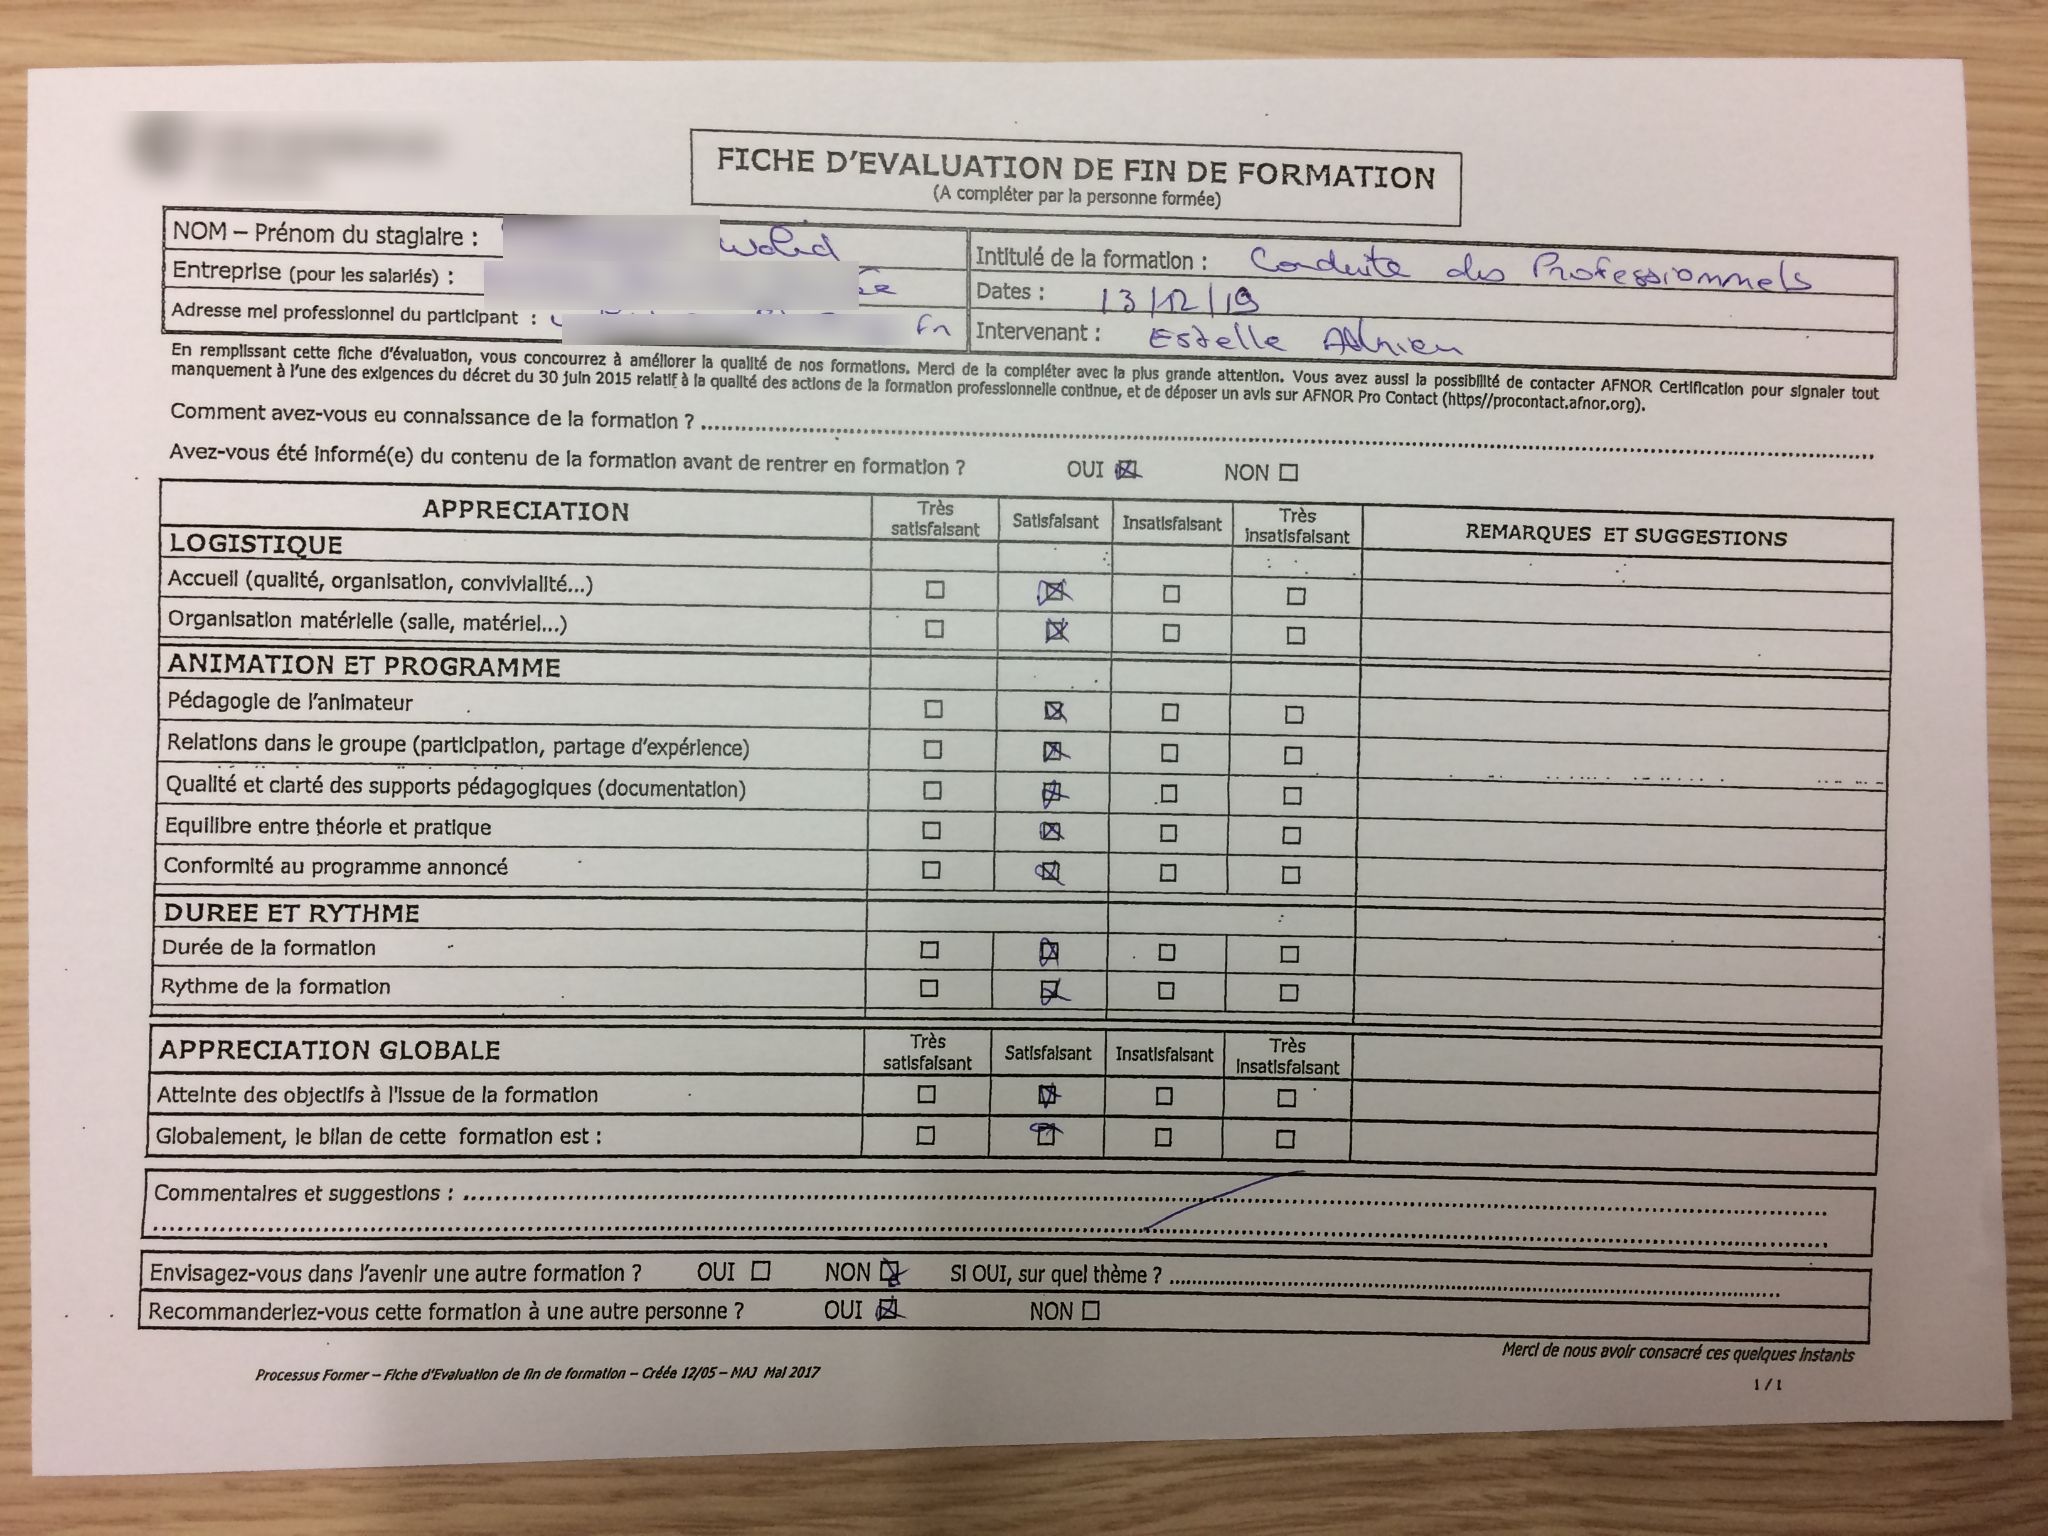 FICHE D'EVALUATION DE FIN DE FORMATION
(A compléter par la personne formée)
NOM – Prénom du stagiaire : Walid
Entreprise (pour les salariés) :
Adresse mel professionnel du participant :
Intitulé de la formation : Conduite des Professionnels
Dates : 13/12/19
Intervenant : Estelle Adrien
En remplissant cette fiche d'évaluation, vous concourrez à améliorer la qualité de nos formations. Merci de la compléter avec la plus grande attention. Vous avez aussi la possibilité de contacter AFNOR Certification pour signaler tout
manquement à l'une des exigences du décret du 30 juin 2015 relatif à la qualité des actions de la formation professionnelle continue, et de déposer un avis sur AFNOR Pro Contact (https//procontact.afnor.org).
Comment avez-vous eu connaissance de la formation ?
Avez-vous été informé(e) du contenu de la formation avant de rentrer en formation ? OUI ☒ NON ☐
APPRECIATION Très satisfaisant Satisfaisant Insatisfaisant Très insatisfaisant REMARQUES ET SUGGESTIONS
LOGISTIQUE
Accueil (qualité, organisation, convivialité...) ☐ ☒ ☐ ☐
Organisation matérielle (salle, matériel...) ☐ ☒ ☐ ☐
ANIMATION ET PROGRAMME
Pédagogie de l'animateur ☐ ☒ ☐ ☐
Relations dans le groupe (participation, partage d'expérience) ☐ ☒ ☐ ☐
Qualité et clarté des supports pédagogiques (documentation) ☐ ☒ ☐ ☐
Equilibre entre théorie et pratique ☐ ☒ ☐ ☐
Conformité au programme annoncé ☐ ☒ ☐ ☐
DUREE ET RYTHME
Durée de la formation ☐ ☒ ☐ ☐
Rythme de la formation ☐ ☒ ☐ ☐
APPRECIATION GLOBALE Très satisfaisant Satisfaisant Insatisfaisant Très insatisfaisant
Atteinte des objectifs à l'issue de la formation ☐ ☒ ☐ ☐
Globalement, le bilan de cette formation est : ☐ ☒ ☐ ☐
Commentaires et suggestions :
Envisagez-vous dans l'avenir une autre formation ? OUI ☐ NON ☒ SI OUI, sur quel thème ?
Recommanderiez-vous cette formation à une autre personne ? OUI ☒ NON ☐
Merci de nous avoir consacré ces quelques instants
Processus Former – Fiche d'Evaluation de fin de formation – Créée 12/05 – MAJ Mai 2017
1 / 1